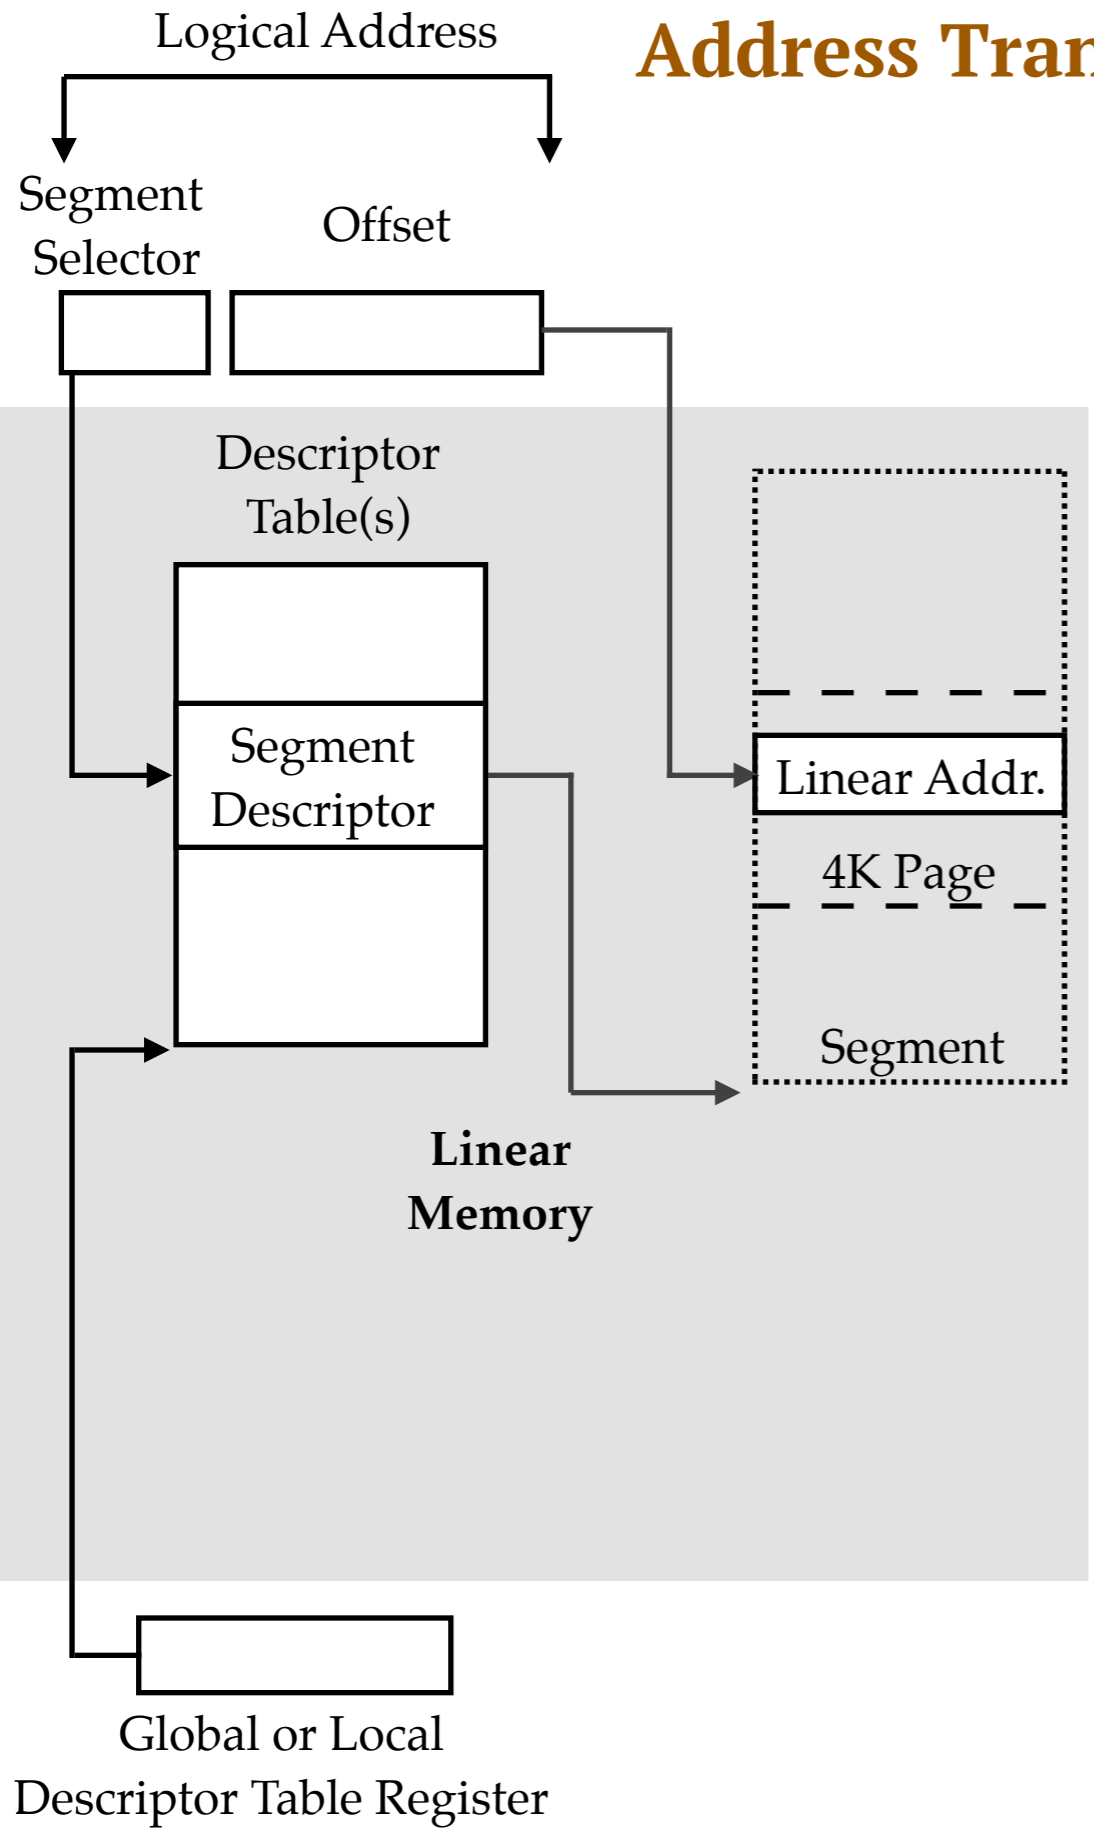 Logical Address
Address Tran
Segment
Selector
Offset
Descriptor
Table(s)
Segment
Descriptor
Linear Addr.
4K Page
Segment
Linear
Memory
Global or Local
Descriptor Table Register